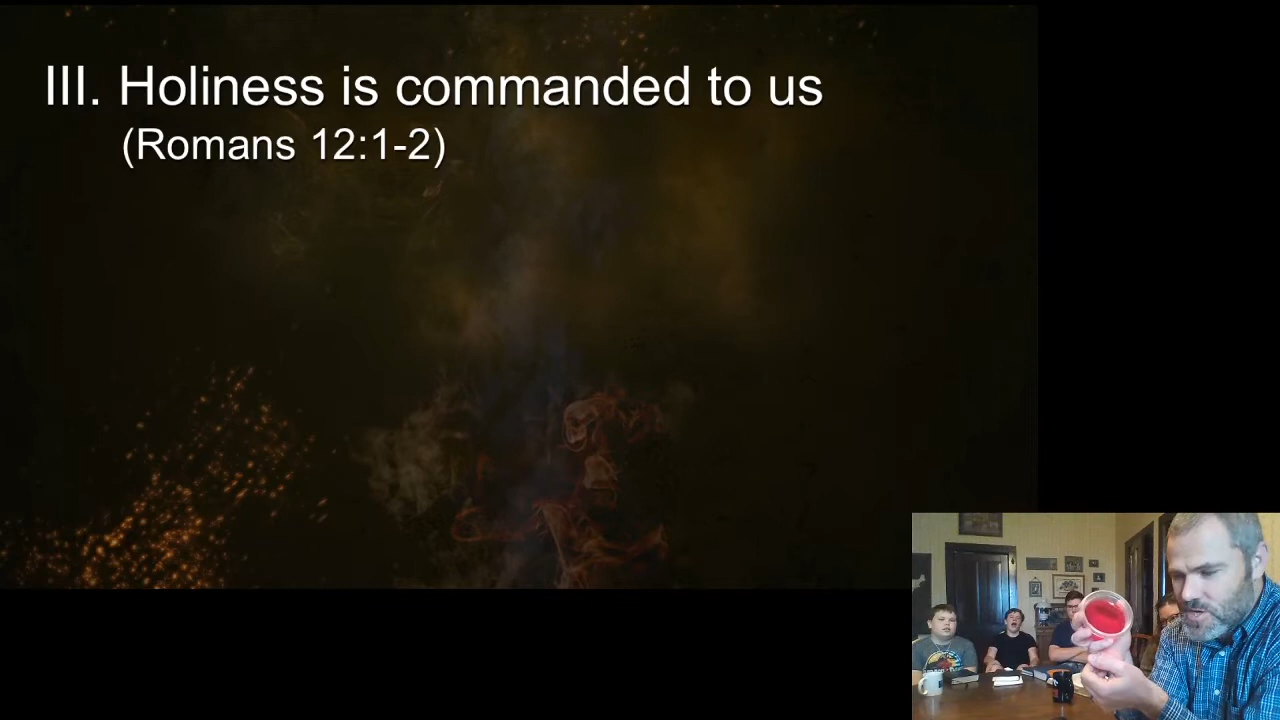 III. Holiness is commanded to us
(Romans 12:1-2)